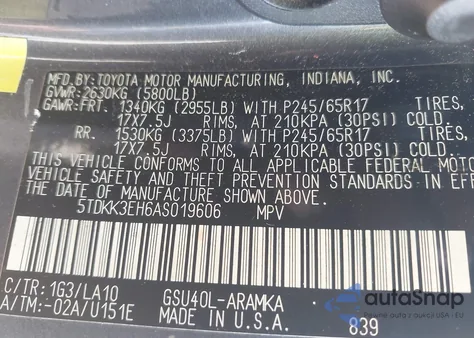 MFD.BY:TOYOTA MOTOR MANUFACTURING, INDIANA, INC.
GVWR:2630KG (5800LB)
GAWR:FRT. 1340KG (2955LB) WITH P245/65R17 TIRES,
17X7.5J RIMS, AT 210KPA (30PSI) COLD.
RR. 1530KG (3375LB) WITH P245/65R17 TIRES,
17X7.5J RIMS, AT 210KPA (30PSI) COLD.
THIS VEHICLE CONFORMS TO ALL APPLICABLE FEDERAL MOTOR
VEHICLE SAFETY AND THEFT PREVENTION STANDARDS IN EFF
THE DATE OF MANUFACTURE SHOWN ABOVE.
5TDKK3EH6AS019606 MPV
C/TR: 1G3/LA10 GSU40L-ARAMKA
A/TM:-02A/U151E MADE IN U.S.A. 839
autoSnap